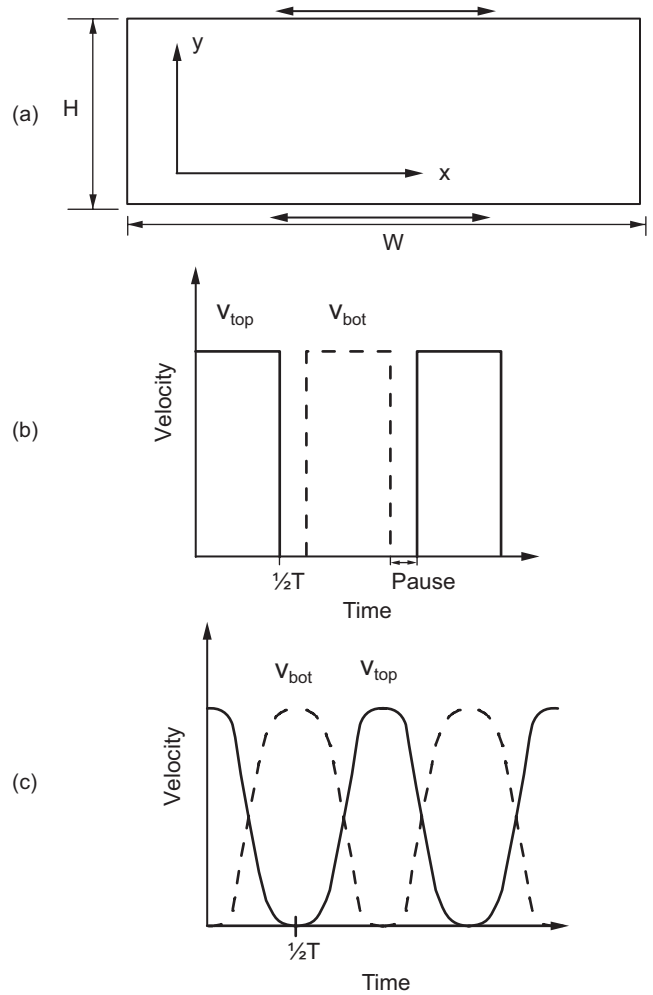 (a)
H
y
x
W
(b)
Velocity
v_top
v_bot
½T
Pause
Time
(c)
Velocity
v_bot
v_top
½T
Time